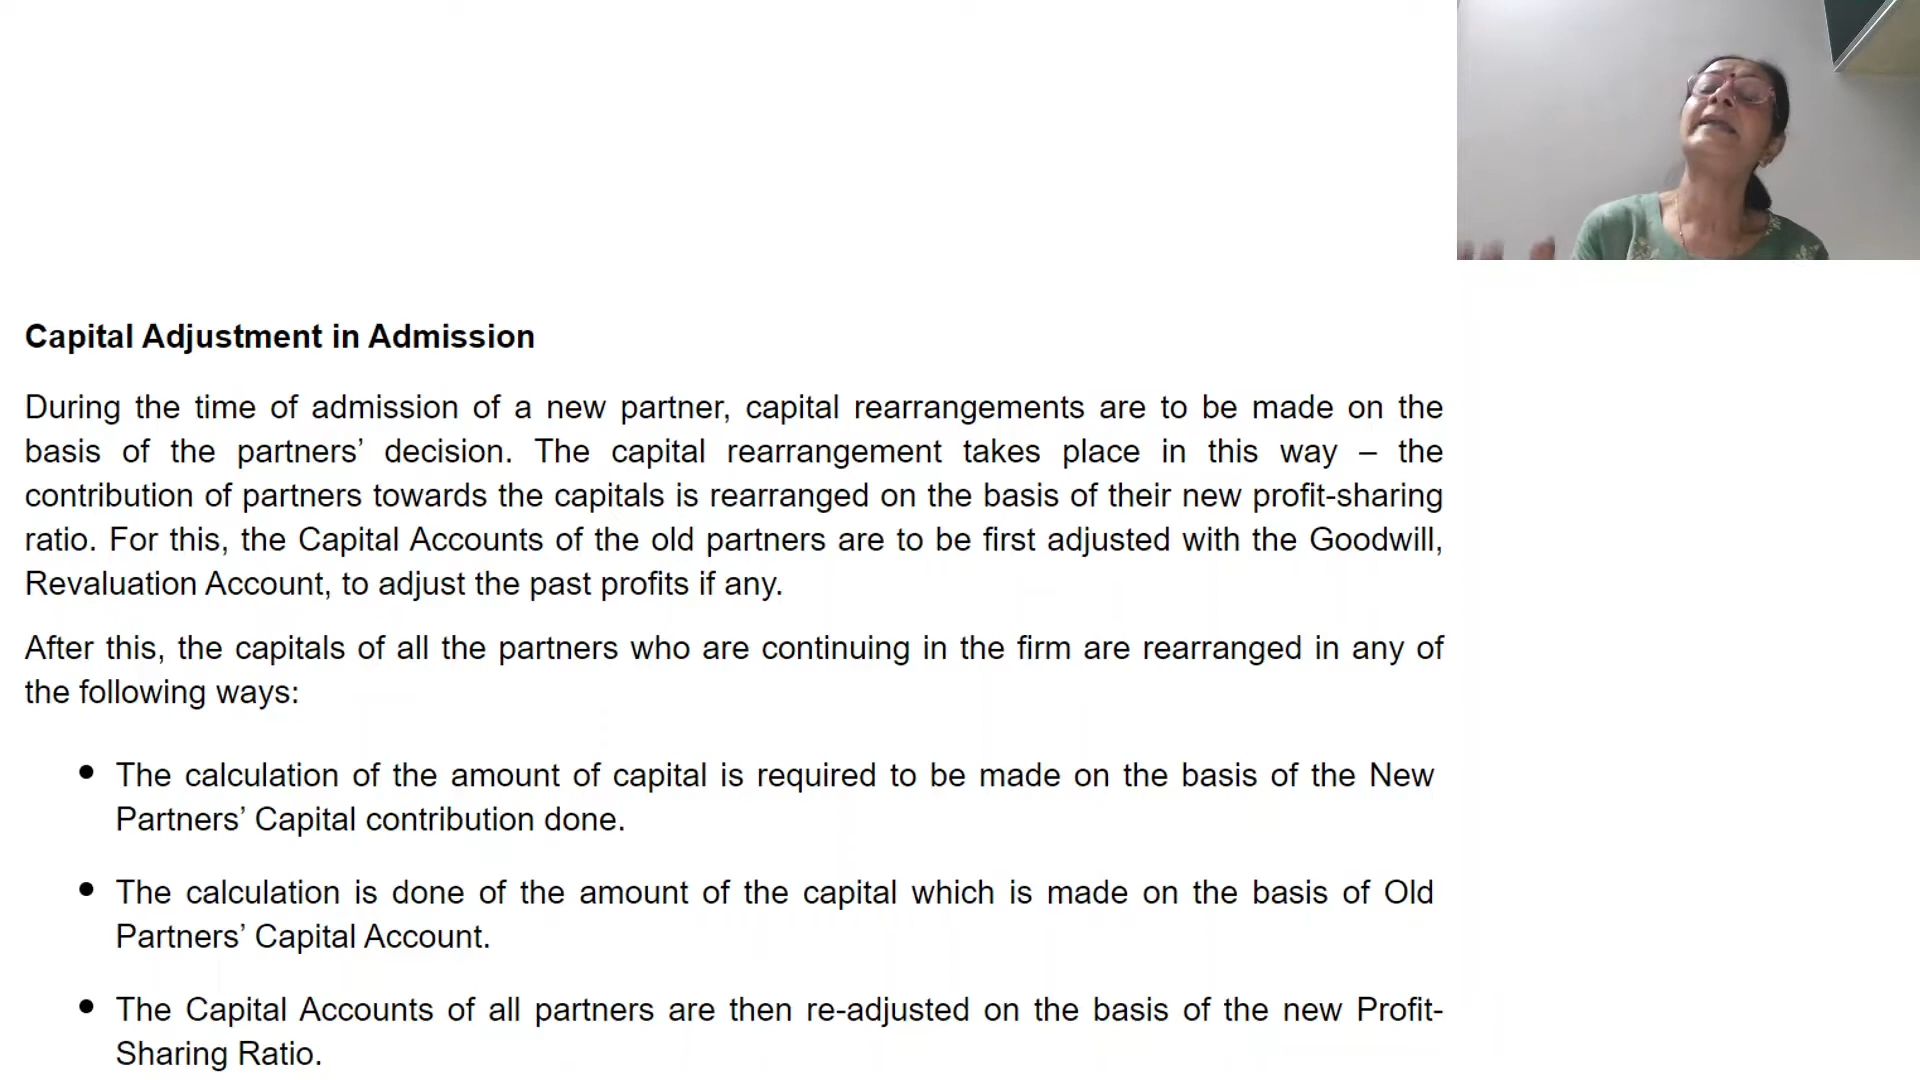 Capital Adjustment in Admission
During the time of admission of a new partner, capital rearrangements are to be made on the
basis of the partners’ decision. The capital rearrangement takes place in this way – the
contribution of partners towards the capitals is rearranged on the basis of their new profit-sharing
ratio. For this, the Capital Accounts of the old partners are to be first adjusted with the Goodwill,
Revaluation Account, to adjust the past profits if any.
After this, the capitals of all the partners who are continuing in the firm are rearranged in any of
the following ways:
● The calculation of the amount of capital is required to be made on the basis of the New
Partners’ Capital contribution done.
● The calculation is done of the amount of the capital which is made on the basis of Old
Partners’ Capital Account.
● The Capital Accounts of all partners are then re-adjusted on the basis of the new Profit-
Sharing Ratio.